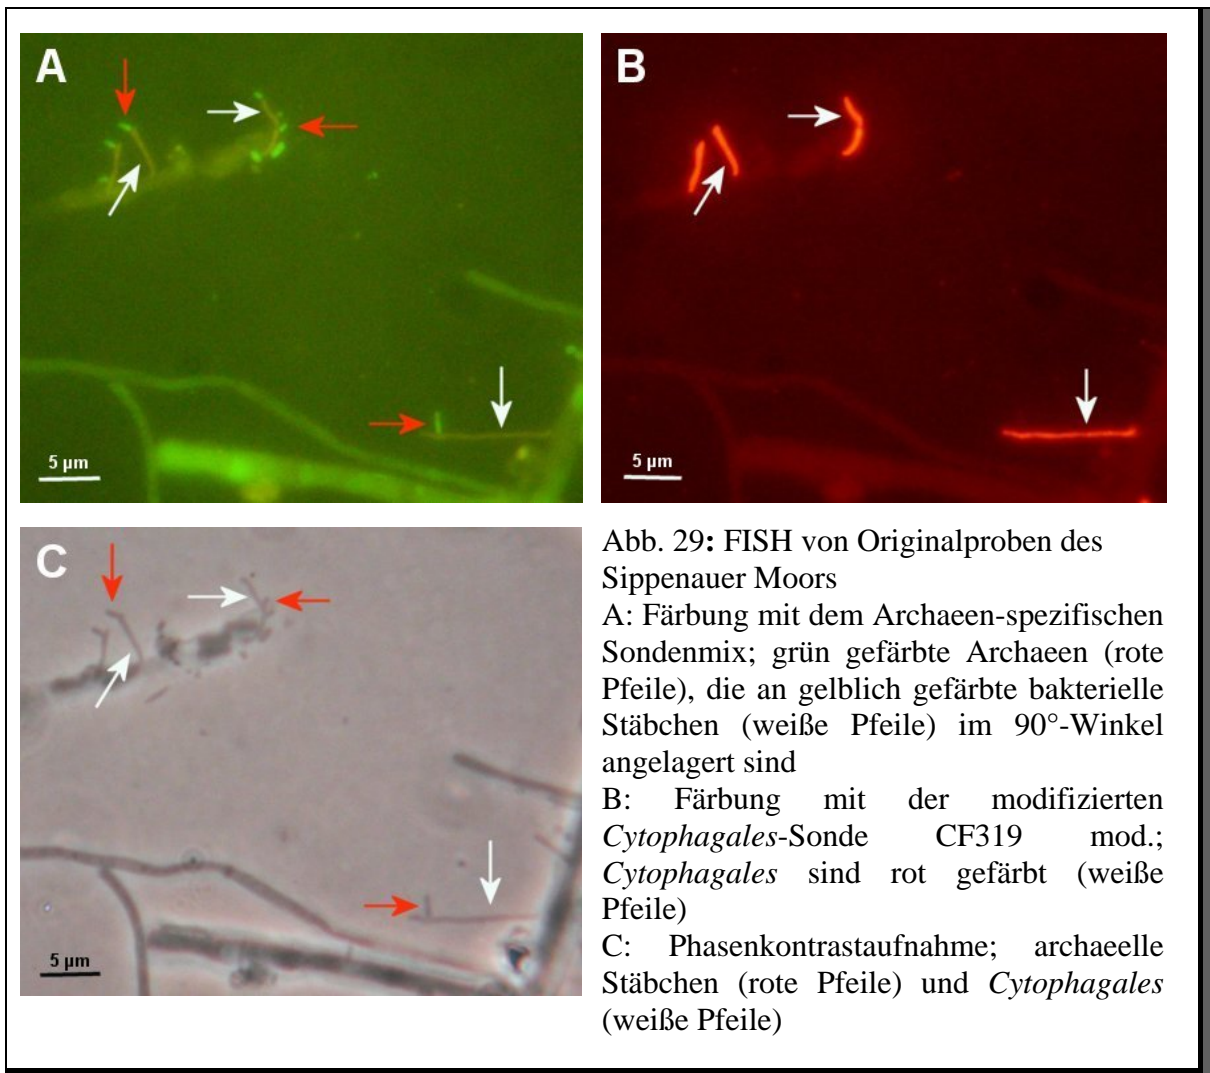 A
B
5 µm
5 µm
C
5 µm
Abb. 29: FISH von Originalproben des
Sippenauer Moors
A: Färbung mit dem Archaeen-spezifischen
Sondenmix; grün gefärbte Archaeen (rote
Pfeile), die an gelblich gefärbte bakterielle
Stäbchen (weiße Pfeile) im 90°-Winkel
angelagert sind
B: Färbung mit der modifizierten
Cytophagales-Sonde CF319 mod.;
Cytophagales sind rot gefärbt (weiße
Pfeile)
C: Phasenkontrastaufnahme; archaeelle
Stäbchen (rote Pfeile) und Cytophagales
(weiße Pfeile)